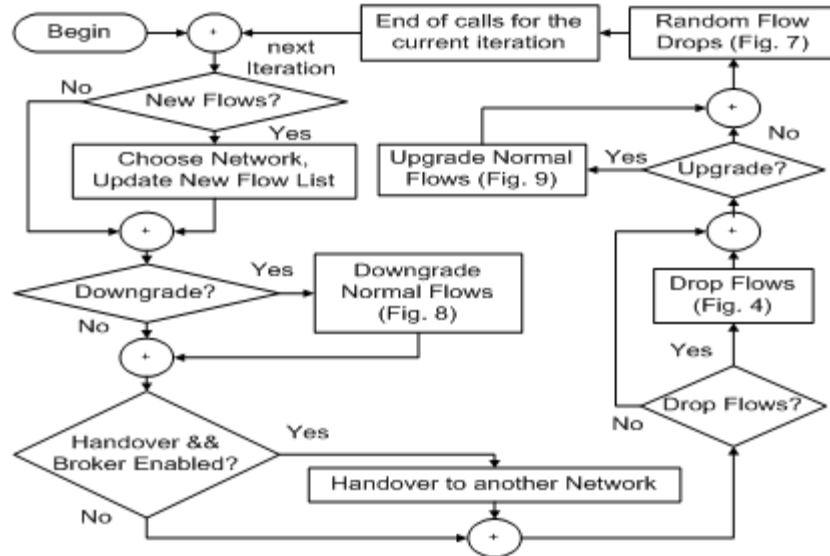 Begin
+
next
Iteration
End of calls for the
current iteration
Random Flow
Drops (Fig. 7)
No
New Flows?
Yes
Choose Network,
Update New Flow List
+
Downgrade?
Yes
Downgrade
Normal Flows
(Fig. 8)
No
+
Handover &&
Broker Enabled?
Yes
Handover to another Network
No
+
Drop Flows?
No
Yes
Drop Flows
(Fig. 4)
+
Upgrade?
Yes
Upgrade Normal
Flows (Fig. 9)
No
+